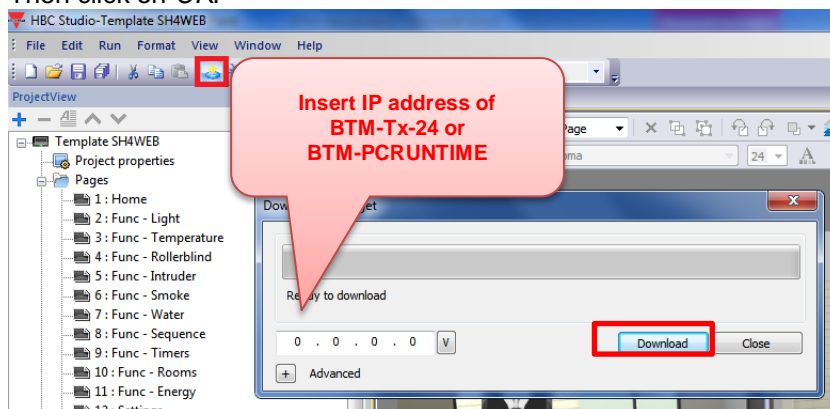 HBC Studio-Template SH4WEB
File Edit Run Format View Window Help
ProjectView
Insert IP address of
BTM-Tx-24 or
BTM-PCRUNTIME
Template SH4WEB
Project properties
Pages
1 : Home
2 : Func - Light
3 : Func - Temperature
4 : Func - Rollerblind
5 : Func - Intruder
6 : Func - Smoke
7 : Func - Water
8 : Func - Sequence
9 : Func - Timers
10 : Func - Rooms
11 : Func - Energy
24
X
Ready to download
0 . 0 . 0 . 0 V
Download Close
+ Advanced